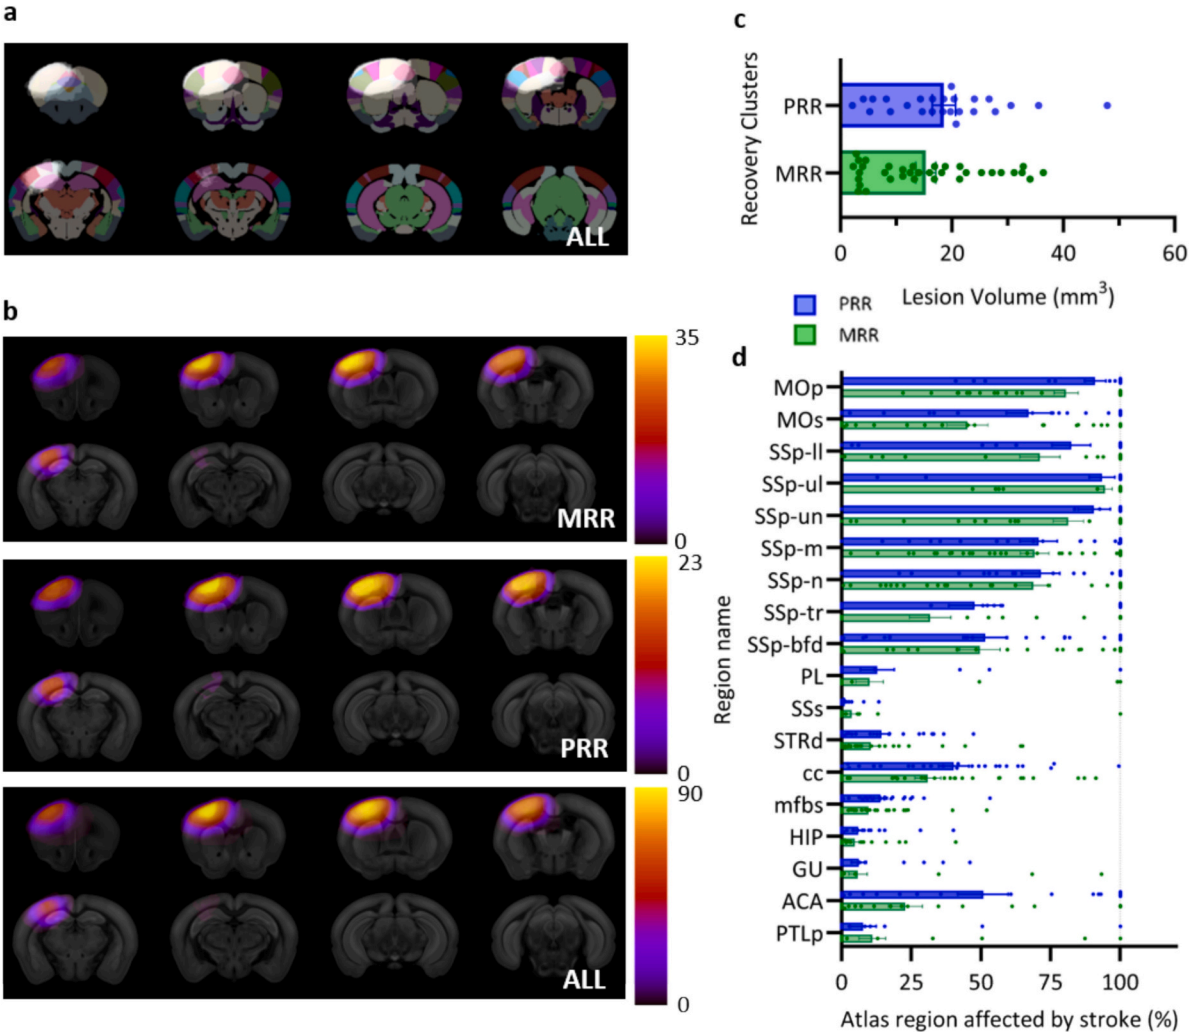 a
ALL
b
35
MRR
0
23
PRR
0
90
ALL
0
c
Recovery Clusters
PRR
MRR
0 20 40 60
Lesion Volume (mm³)
PRR
MRR
d
Region name
MOp
MOs
SSp-ll
SSp-ul
SSp-un
SSp-m
SSp-n
SSp-tr
SSp-bfd
PL
SSs
STRd
cc
mfbs
HIP
GU
ACA
PTLp
0 25 50 75 100
Atlas region affected by stroke (%)